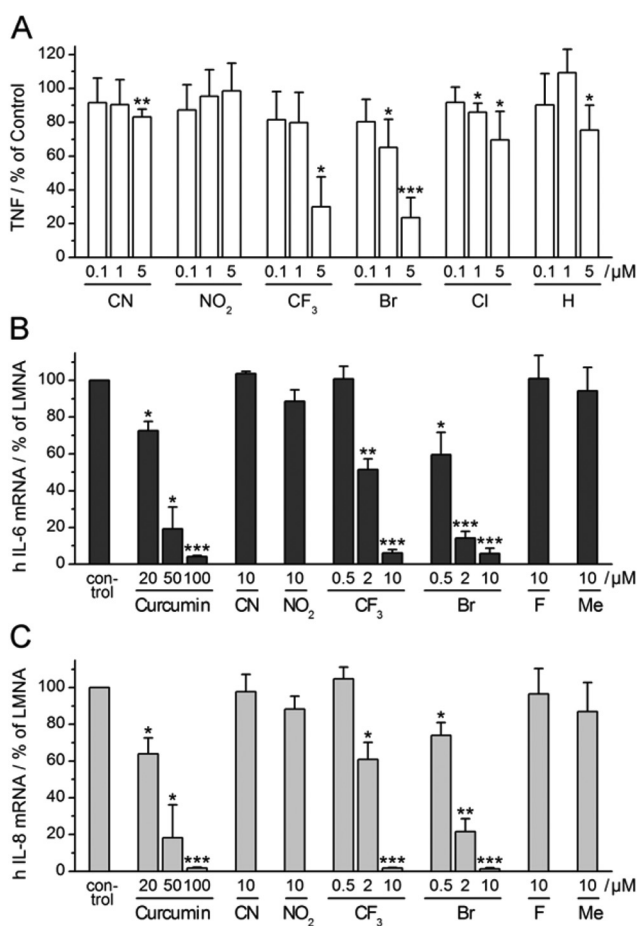 A
TNF / % of Control
120
100
80
60
40
20
0
** * * *** * * *
0.1 1 5 0.1 1 5 0.1 1 5 0.1 1 5 0.1 1 5 0.1 1 5 /µM
CN NO₂ CF₃ Br Cl H
B
h IL-6 mRNA / % of LMNA
100
80
60
40
20
0
* * *** ** *** * *** ***
con-
trol
20 50 100 10 10 0.5 2 10 0.5 2 10 10 10 /µM
Curcumin CN NO₂ CF₃ Br F Me
C
h IL-8 mRNA / % of LMNA
100
80
60
40
20
0
* * *** * *** * ** ***
con-
trol
20 50 100 10 10 0.5 2 10 0.5 2 10 10 10 /µM
Curcumin CN NO₂ CF₃ Br F Me